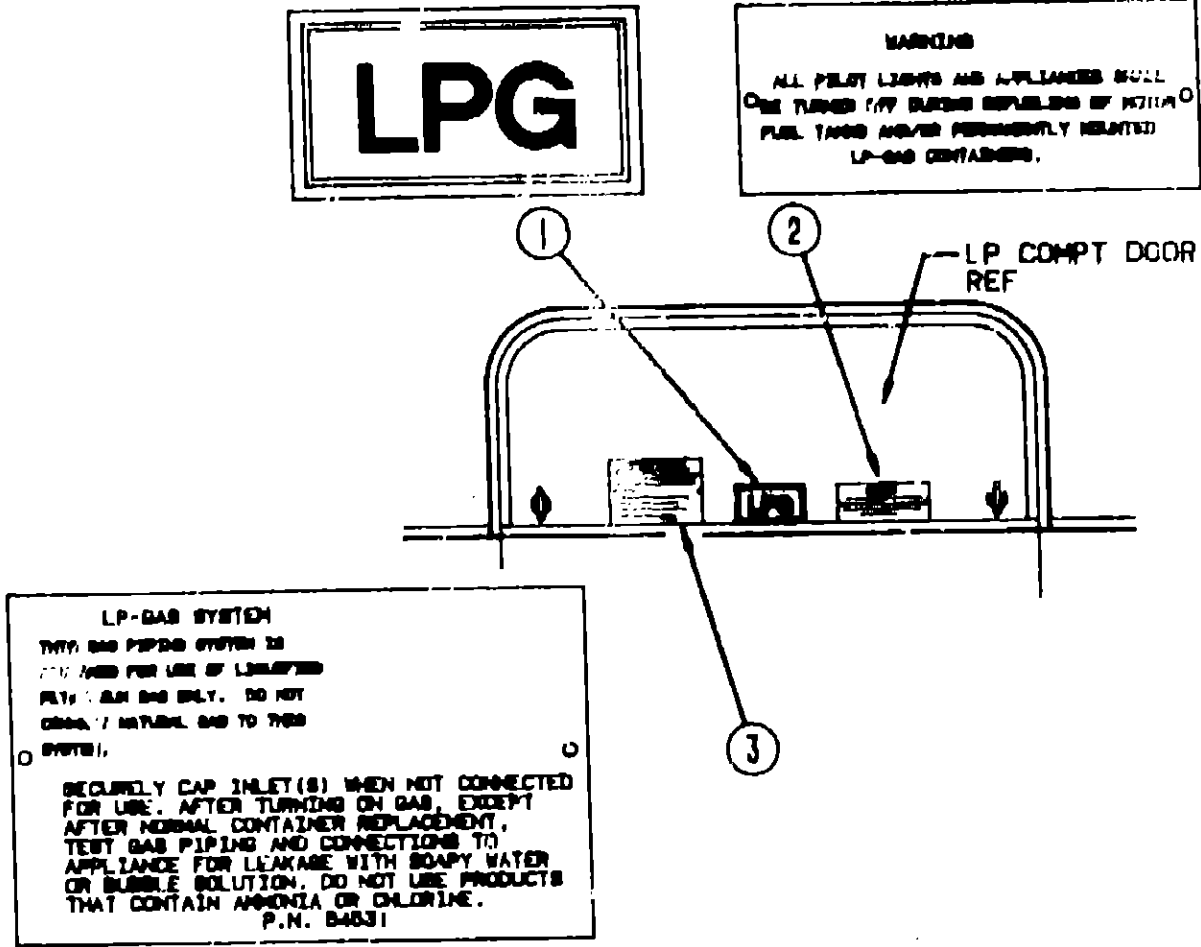 LPG
WARNING
ALL PILOT LIGHTS AND APPLIANCES SHALL
BE TURNED OFF DURING REFUELING OF MOTOR
FUEL TANKS AND/OR PERMANENTLY MOUNTED
LP-GAS CONTAINERS.
1
2
LP COMPT DOOR
REF
LPG
3
LP-GAS SYSTEM
THIS GAS PIPING SYSTEM IS
FOR USE OF LIQUEFIED
GAS ONLY. DO NOT
NATURAL GAS TO THIS
SYSTEM.
SECURELY CAP INLET(S) WHEN NOT CONNECTED
FOR USE. AFTER TURNING ON GAS, EXCEPT
AFTER NORMAL CONTAINER REPLACEMENT,
TEST GAS PIPING AND CONNECTIONS TO
APPLIANCE FOR LEAKAGE WITH SOAPY WATER
OR BUBBLE SOLUTION. DO NOT USE PRODUCTS
THAT CONTAIN AMMONIA OR CHLORINE.
P.N.